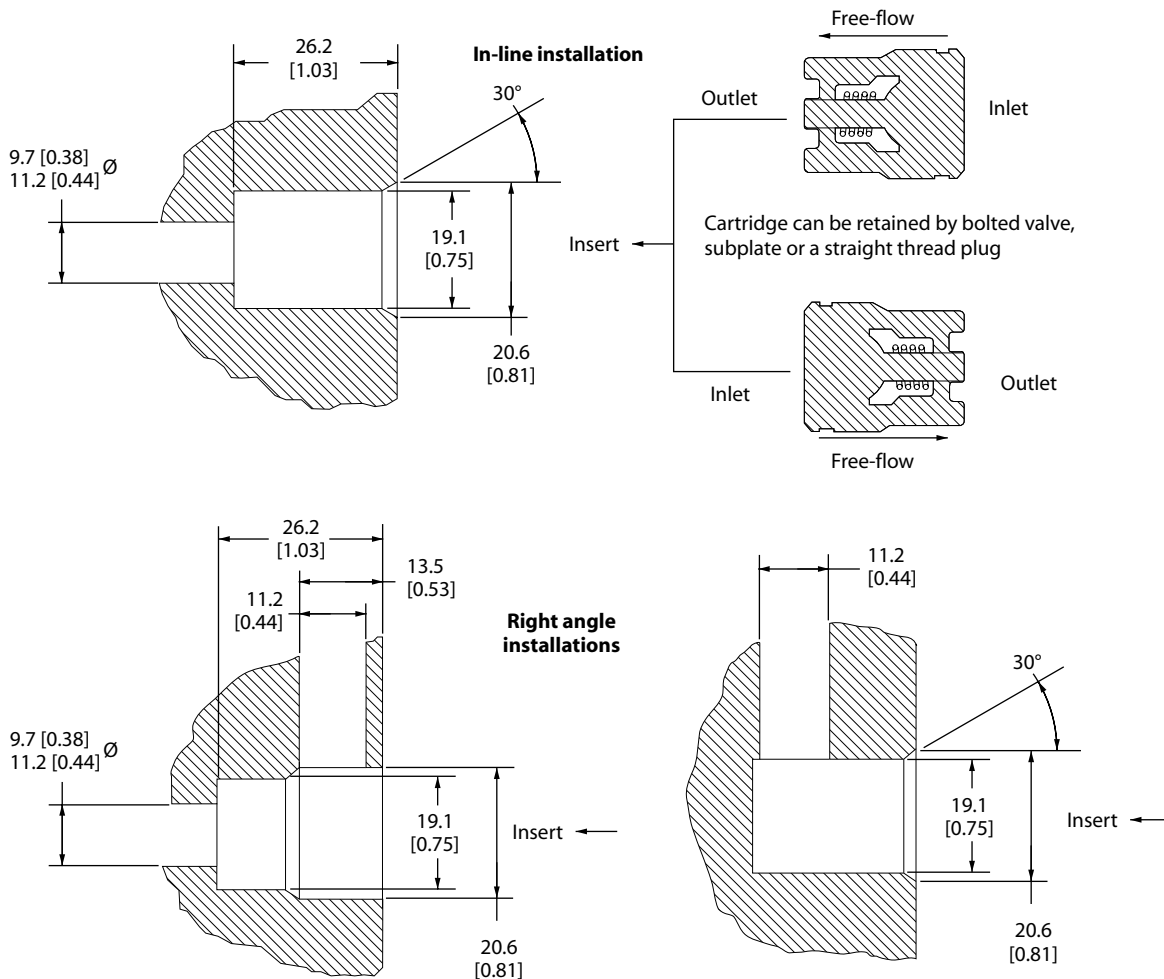 26.2
[1.03]
In-line installation
30°
9.7 [0.38]
11.2 [0.44] Ø
19.1
[0.75]
20.6
[0.81]
Insert
Free-flow
Outlet
Inlet
Cartridge can be retained by bolted valve,
subplate or a straight thread plug
Inlet
Outlet
Free-flow
26.2
[1.03]
13.5
[0.53]
11.2
[0.44]
Right angle
installations
9.7 [0.38]
11.2 [0.44] Ø
19.1
[0.75]
Insert
20.6
[0.81]
11.2
[0.44]
30°
19.1
[0.75]
Insert
20.6
[0.81]